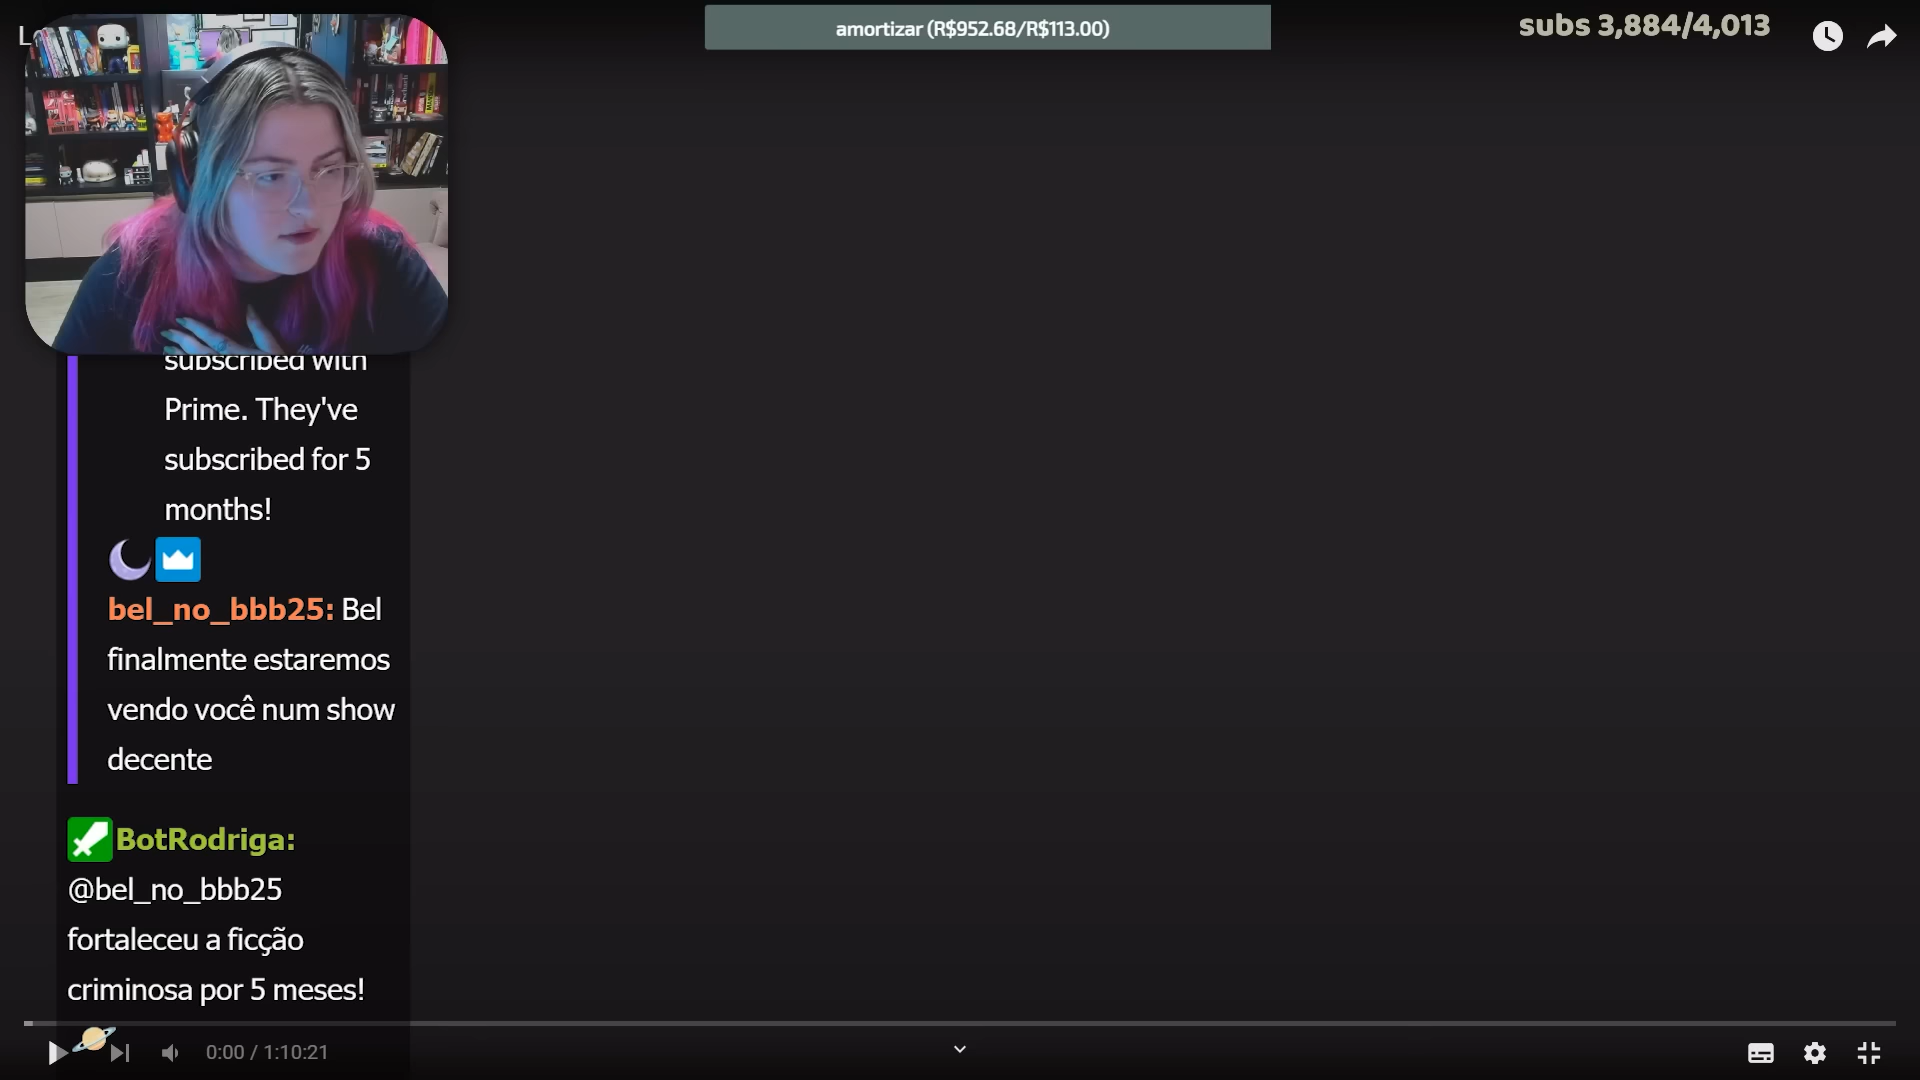 amortizar (R$952.68/R$113.00)
subs 3,884/4,013
L
subscribed with
Prime. They've
subscribed for 5
months!
bel_no_bbb25: Bel
finalmente estaremos
vendo você num show
decente
BotRodriga:
@bel_no_bbb25
fortaleceu a ficção
criminosa por 5 meses!
0:00 / 1:10:21